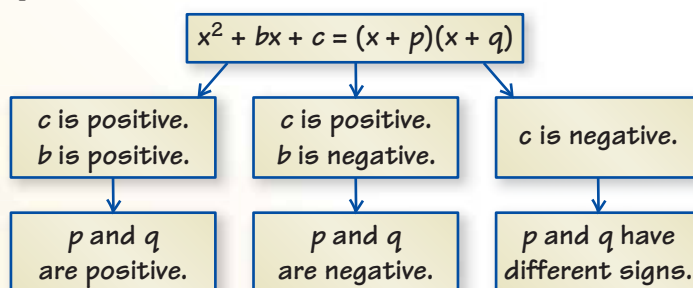 x² + bx + c = (x + p)(x + q)
c is positive.
b is positive.
c is positive.
b is negative.
c is negative.
p and q
are positive.
p and q
are negative.
p and q have
different signs.